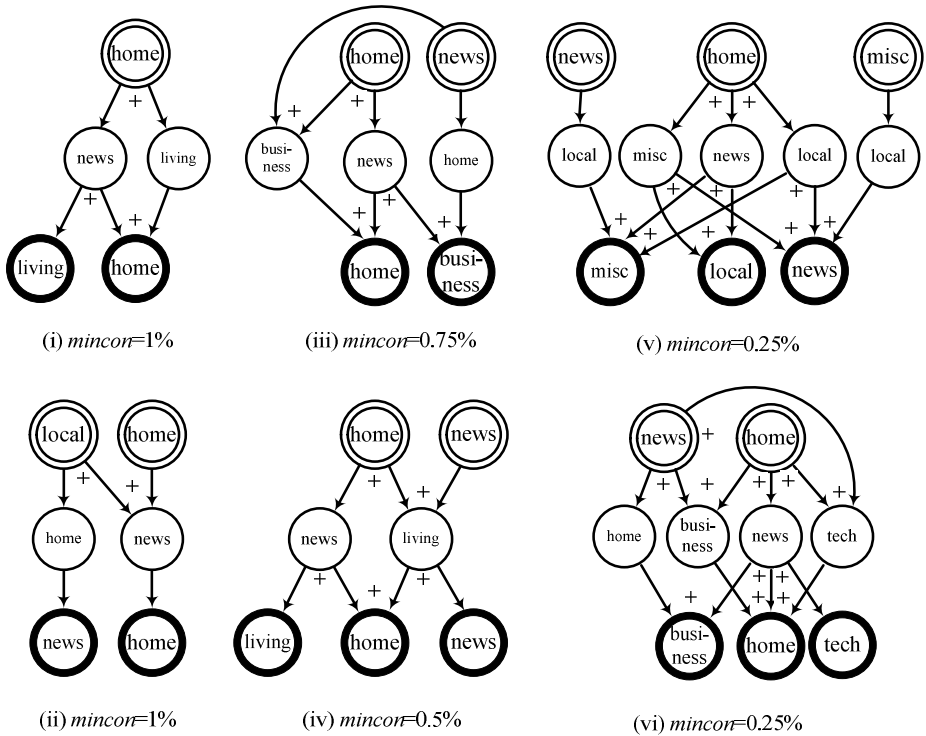 home
news
living
living
home
(i) mincon=1%
home
news
busi-
ness
news
home
home
busi-
ness
(iii) mincon=0.75%
news
home
misc
local
misc
news
local
local
misc
local
news
(v) mincon=0.25%
local
home
home
news
news
home
(ii) mincon=1%
home
news
news
living
living
home
news
(iv) mincon=0.5%
news
home
home
busi-
ness
news
tech
busi-
ness
home
tech
(vi) mincon=0.25%